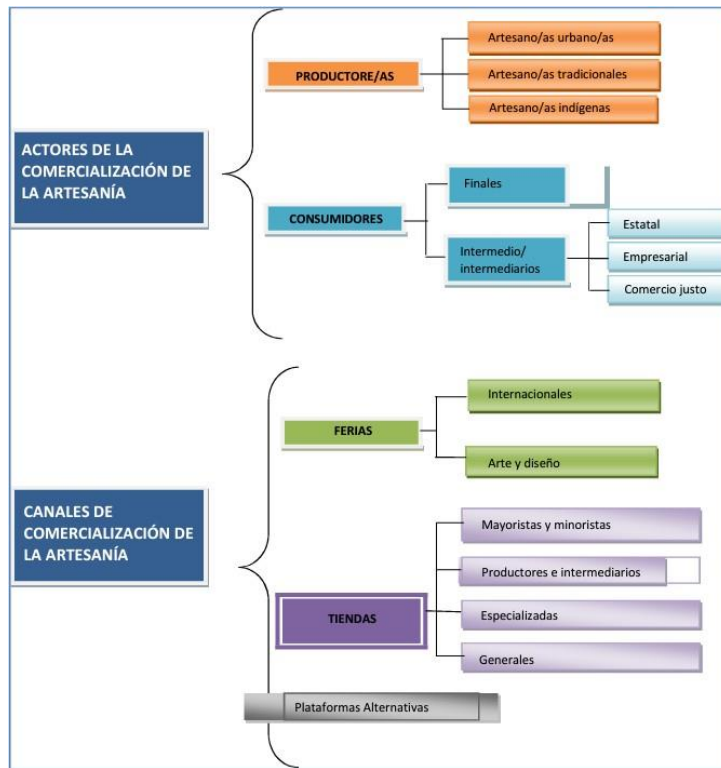 ACTORES DE LA
COMERCIALIZACIÓN DE
LA ARTESANÍA
PRODUCTORE/AS
Artesano/as urbano/as
Artesano/as tradicionales
Artesano/as indígenas
CONSUMIDORES
Finales
Intermedio/
intermediarios
Estatal
Empresarial
Comercio justo
CANALES DE
COMERCIALIZACIÓN DE
LA ARTESANÍA
FERIAS
Internacionales
Arte y diseño
TIENDAS
Mayoristas y minoristas
Productores e intermediarios
Especializadas
Generales
Plataformas Alternativas